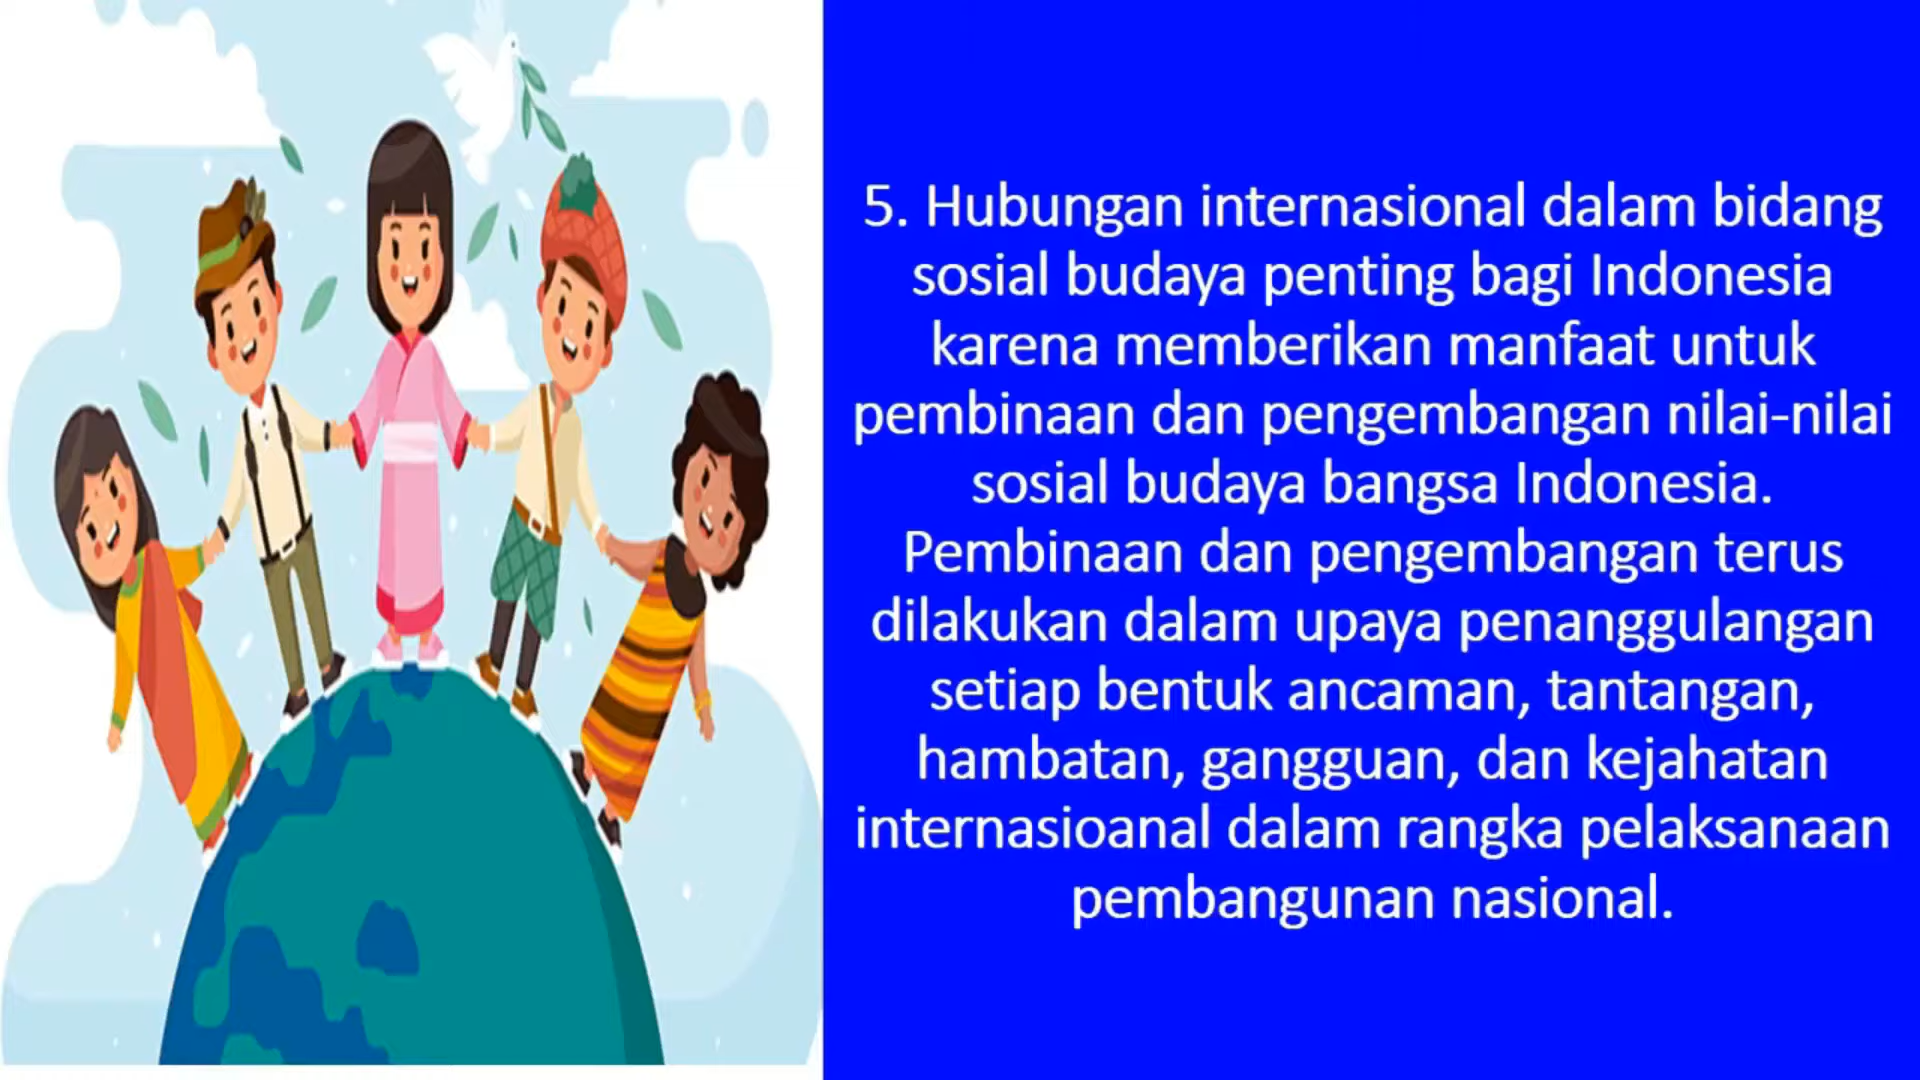 5. Hubungan internasional dalam bidang
sosial budaya penting bagi Indonesia
karena memberikan manfaat untuk
pembinaan dan pengembangan nilai-nilai
sosial budaya bangsa Indonesia.
Pembinaan dan pengembangan terus
dilakukan dalam upaya penanggulangan
setiap bentuk ancaman, tantangan,
hambatan, gangguan, dan kejahatan
internasioanal dalam rangka pelaksanaan
pembangunan nasional.